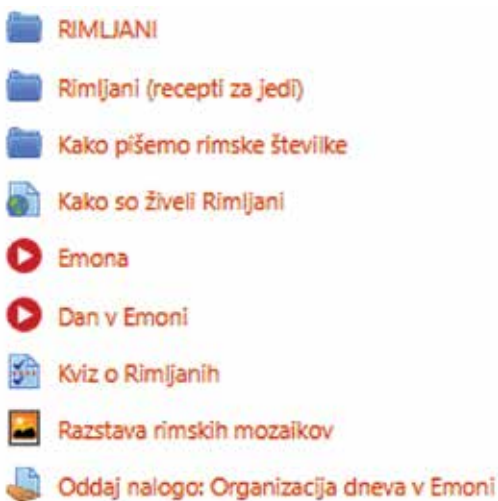 RIMLJANI
Rimljani (recepti za jedi)
Kako pišemo rimske številke
Kako so živeli Rimljani
Emona
Dan v Emoni
Kviz o Rimljanih
Razstava rimskih mozaikov
Oddaj nalogo: Organizacija dneva v Emoni